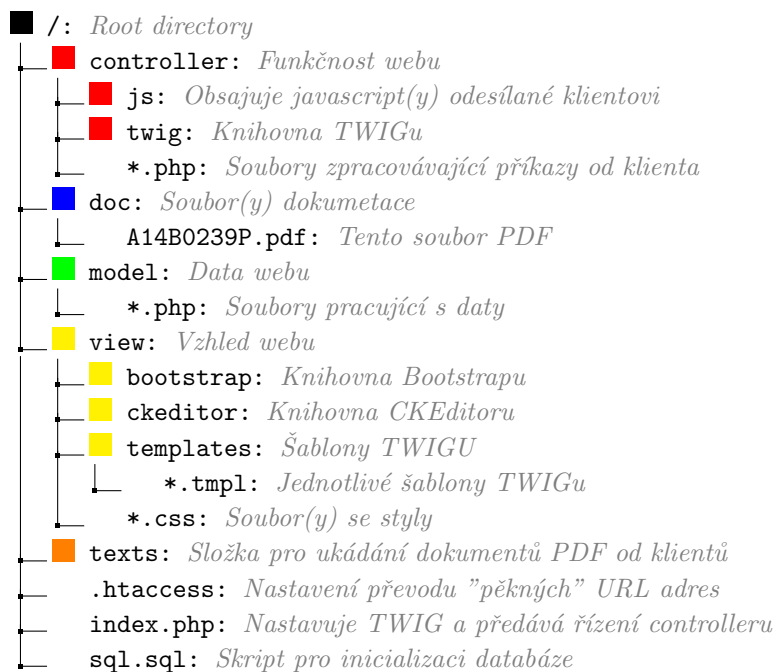 /: Root directory
controller: Funkčnost webu
js: Obsajuje javascript(y) odesílané klientovi
twig: Knihovna TWIGu
*.php: Soubory zpracovávající příkazy od klienta
doc: Soubor(y) dokumetace
A14B0239P.pdf: Tento soubor PDF
model: Data webu
*.php: Soubory pracující s daty
view: Vzhled webu
bootstrap: Knihovna Bootstrapu
ckeditor: Knihovna CKEditoru
templates: Šablony TWIGU
*.tmpl: Jednotlivé šablony TWIGu
*.css: Soubor(y) se styly
texts: Složka pro ukádání dokumentů PDF od klientů
.htaccess: Nastavení převodu ”pěkných” URL adres
index.php: Nastavuje TWIG a předává řízení controlleru
sql.sql: Skript pro inicializaci databáze